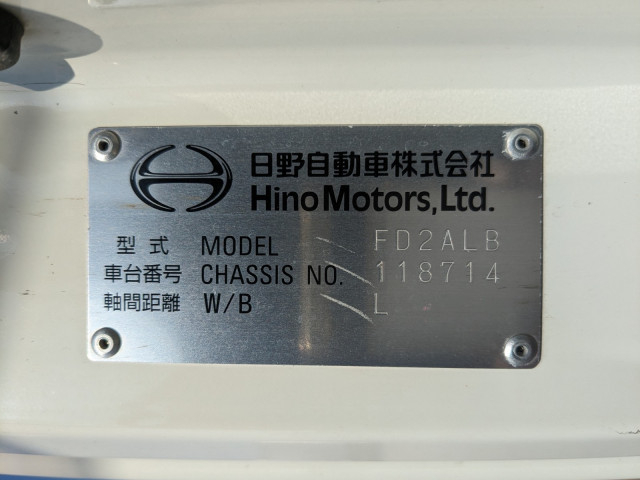 日野自動車株式会社
Hino Motors, Ltd.
型式 MODEL FD2ALB
車台番号 CHASSIS NO. 118714
軸間距離 W/B L